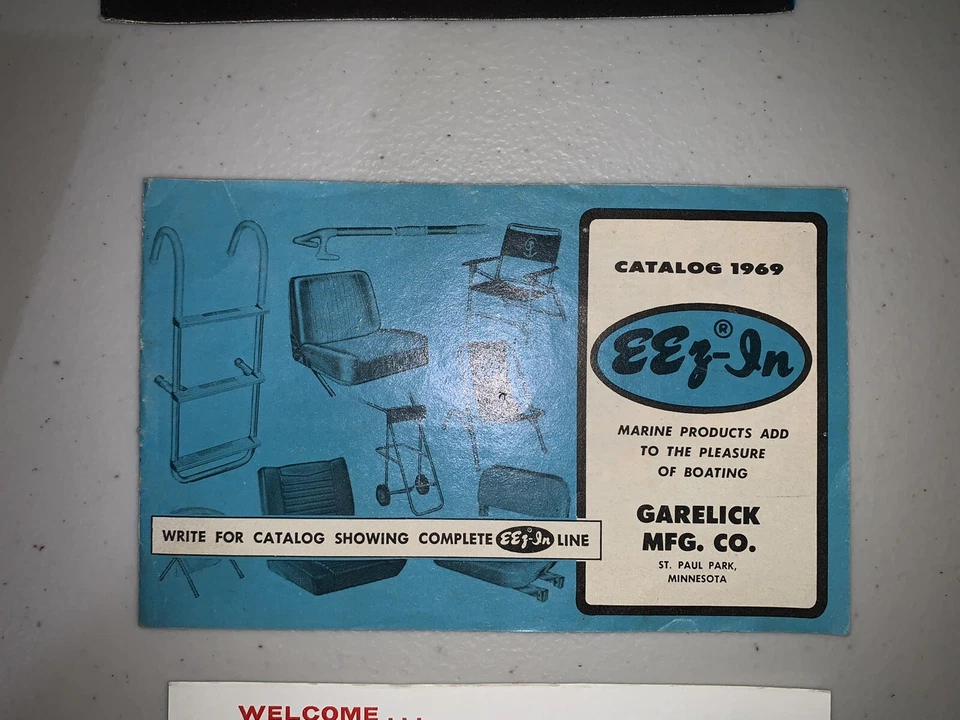 CATALOG 1969
EEz-In®
MARINE PRODUCTS ADD
TO THE PLEASURE
OF BOATING
GARELICK
MFG. CO.
ST. PAUL PARK,
MINNESOTA
WRITE FOR CATALOG SHOWING COMPLETE EEz-In LINE
WELCOME...